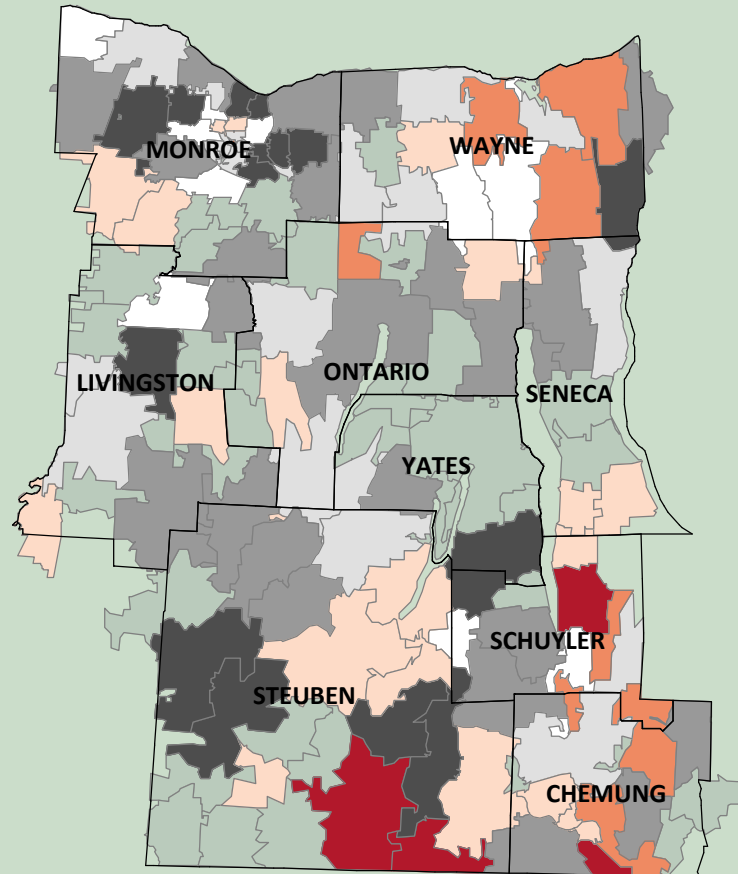 MONROE
WAYNE
LIVINGSTON
ONTARIO
SENECA
YATES
SCHUYLER
STEUBEN
CHEMUNG